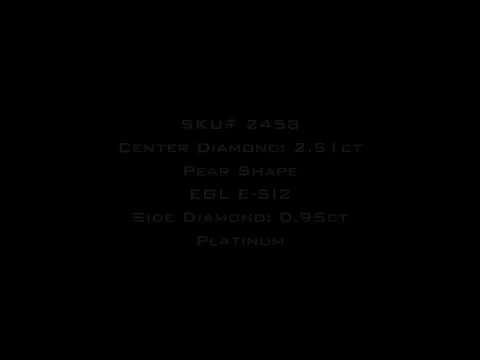 SKU# 2458
Center Diamond: 2.51ct
Pear Shape
EGL E-SI2
Side Diamond: 0.95ct
Platinum